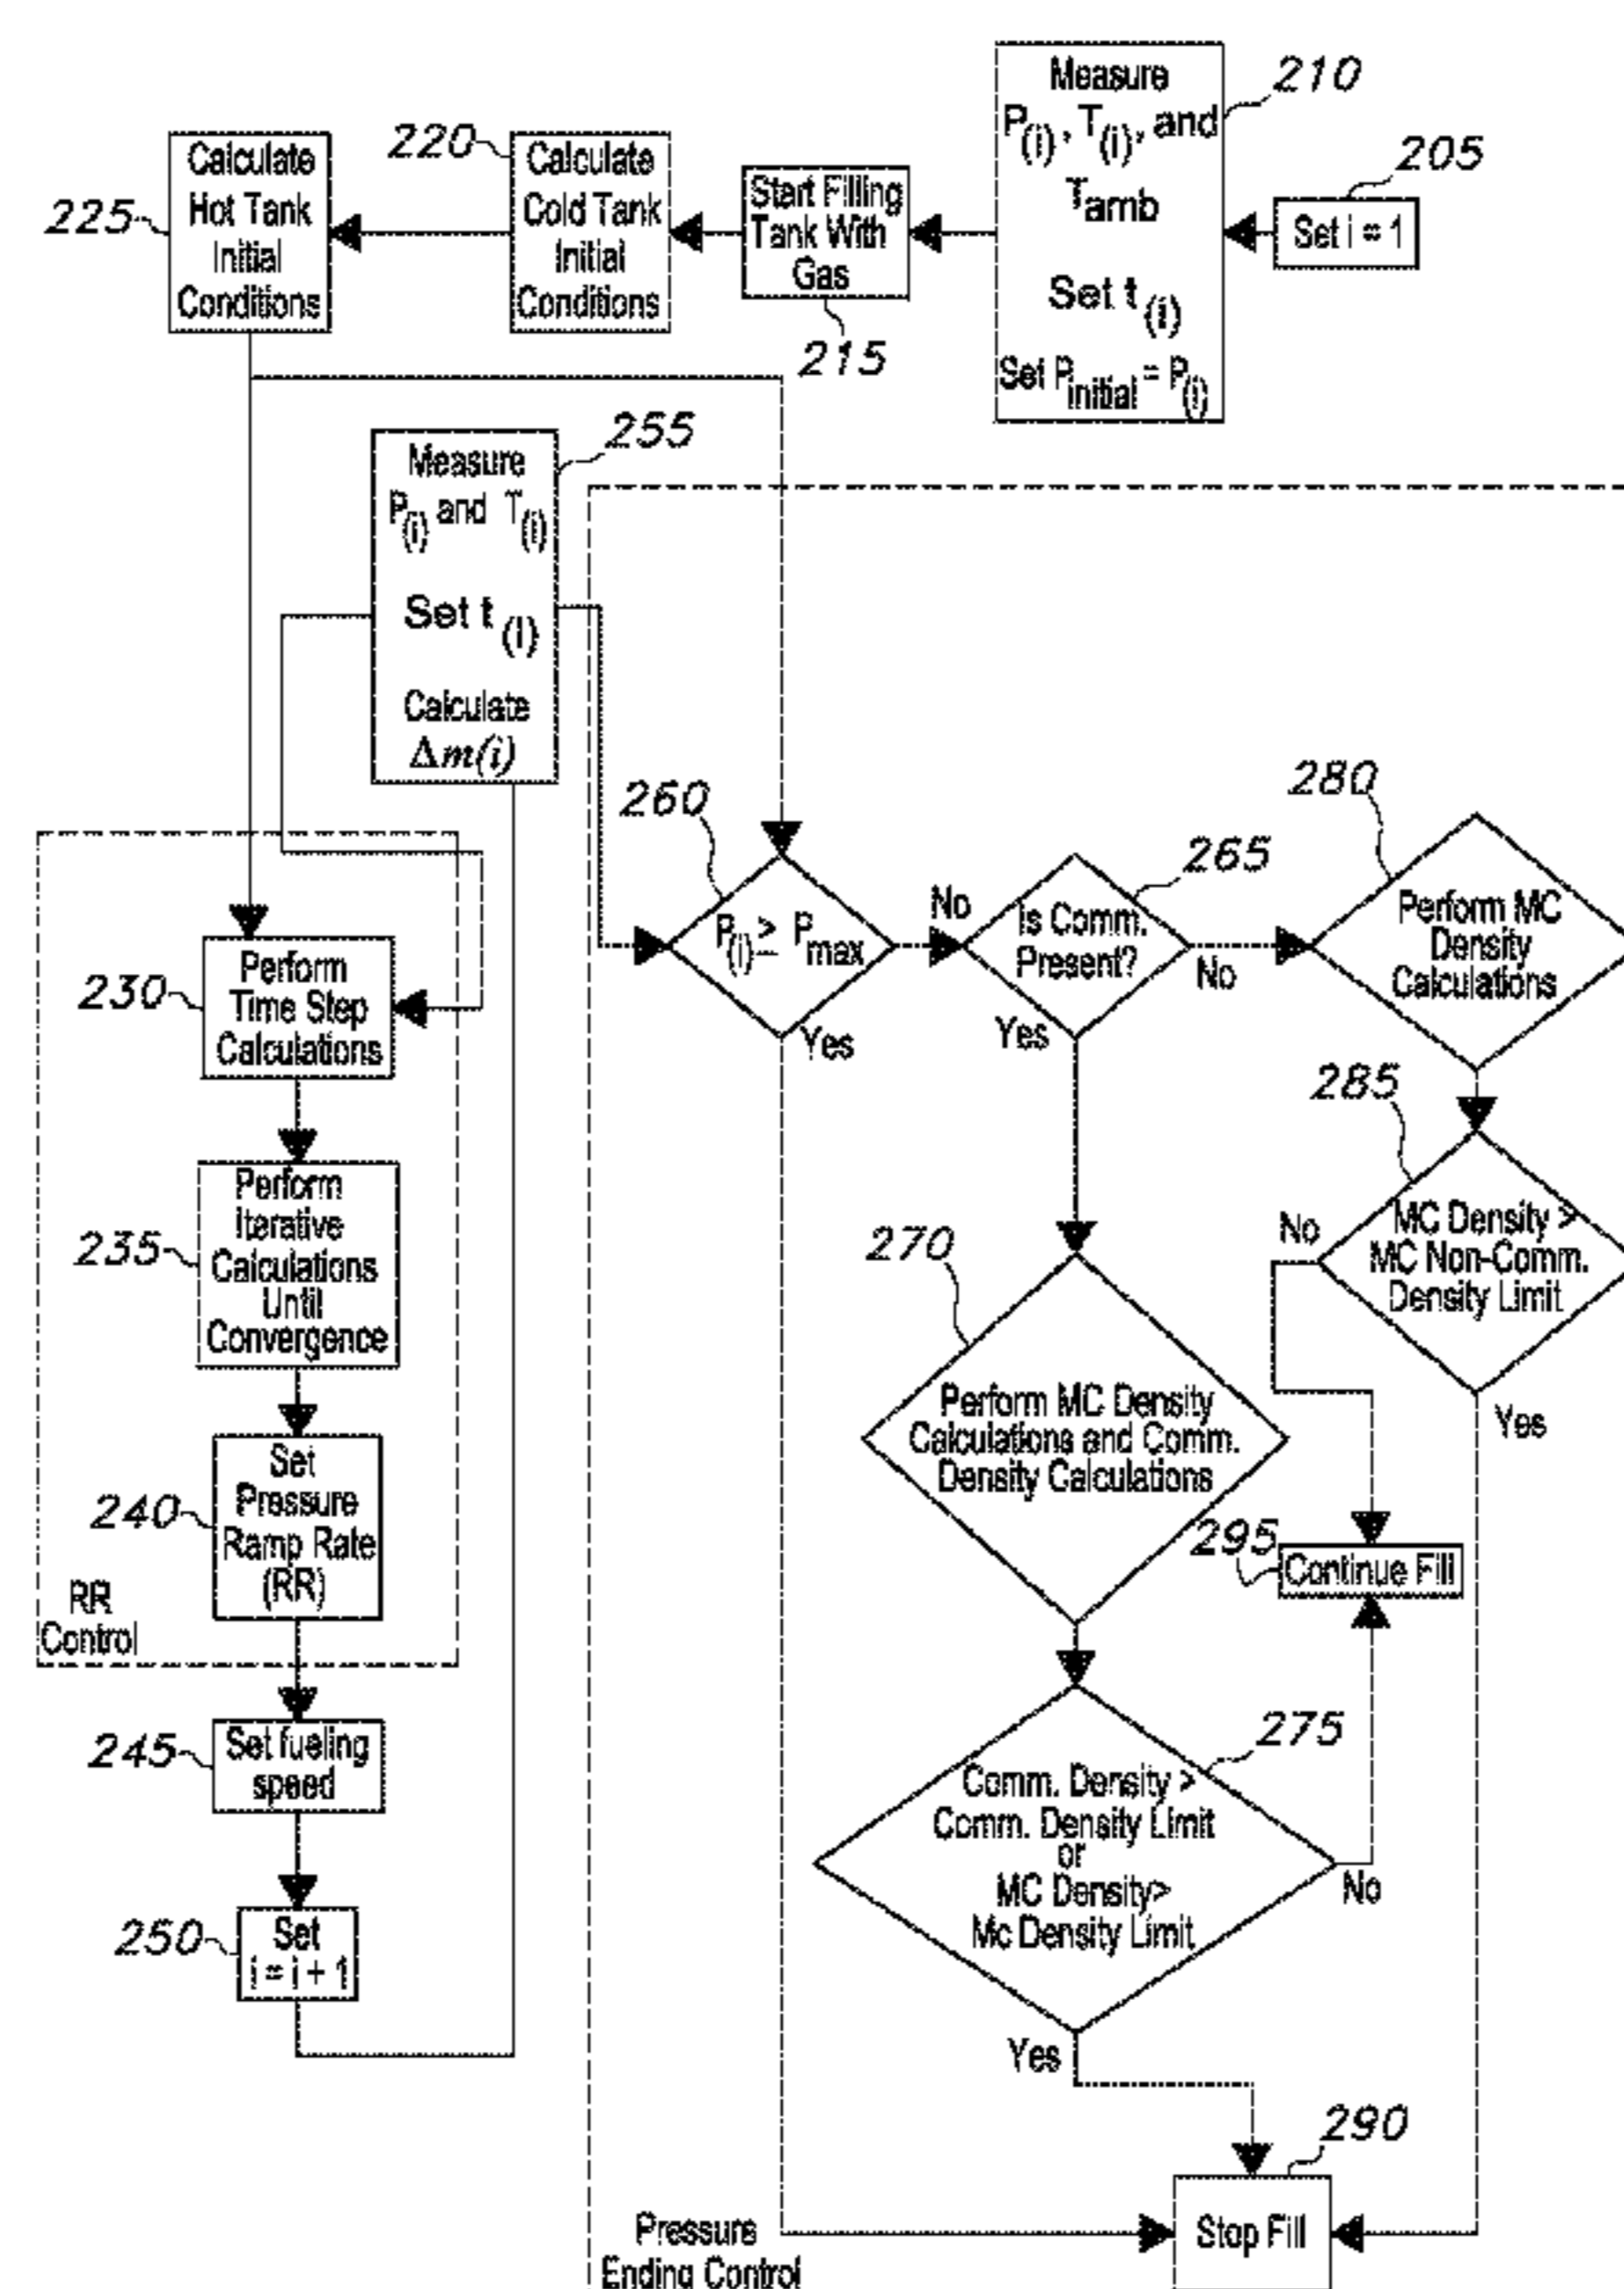 Measure
P(i), T(i), and
Tamb
Set t(i)
Set Pinitial = P(i)
210
205
Set i = 1
Start Filling
Tank With
Gas
215
220
Calculate
Cold Tank
Initial
Conditions
225
Calculate
Hot Tank
Initial
Conditions
255
Measure
P(i) and T(i)
Set t(i)
Calculate
Δm(i)
230
Perform
Time Step
Calculations
235
Perform
Iterative
Calculations
Until
Convergence
240
Set
Pressure
Ramp Rate
(RR)
RR
Control
245
Set fueling
speed
250
Set
i = i + 1
260
P(i) ≥ Pmax
No
Yes
265
Is Comm.
Present?
No
Yes
280
Perform MC
Density
Calculations
285
MC Density >
MC Non-Comm.
Density Limit
No
Yes
270
Perform MC Density
Calculations and Comm.
Density Calculations
295
Continue Fill
275
Comm. Density >
Comm. Density Limit
or
MC Density>
Mc Density Limit
No
Yes
290
Stop Fill
Pressure
Ending Control